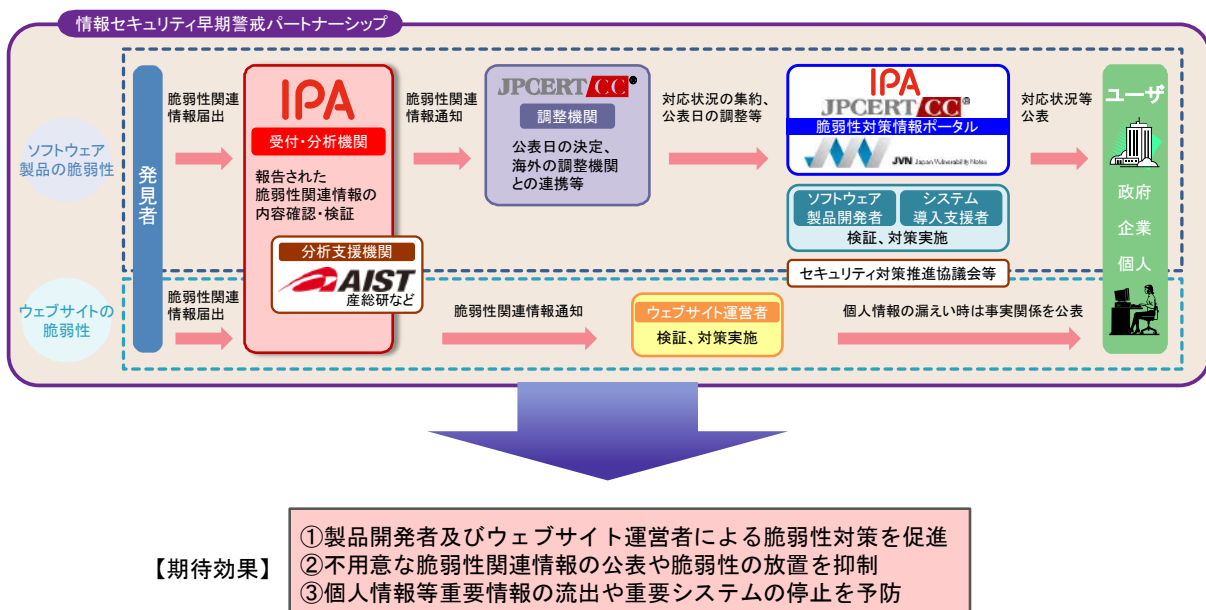 情報セキュリティ早期警戒パートナーシップ
ソフトウェア
製品の脆弱性
発見者
脆弱性関連
情報届出
IPA
受付・分析機関
報告された
脆弱性関連情報の
内容確認・検証
分析支援機関
AIST
産総研など
脆弱性関連
情報通知
JPCERT CC®
調整機関
公表日の決定、
海外の調整機関
との連携等
対応状況の集約、
公表日の調整等
IPA
JPCERT CC®
脆弱性対策情報ポータル
JVN Japan Vulnerability Notes
ソフトウェア
製品開発者
システム
導入支援者
検証、対策実施
セキュリティ対策推進協議会等
対応状況等
公表
ユーザ
政府
企業
個人
ウェブサイトの
脆弱性
脆弱性関連
情報届出
脆弱性関連情報通知
ウェブサイト運営者
検証、対策実施
個人情報の漏えい時は事実関係を公表
【期待効果】
①製品開発者及びウェブサイト運営者による脆弱性対策を促進
②不用意な脆弱性関連情報の公表や脆弱性の放置を抑制
③個人情報等重要情報の流出や重要システムの停止を予防